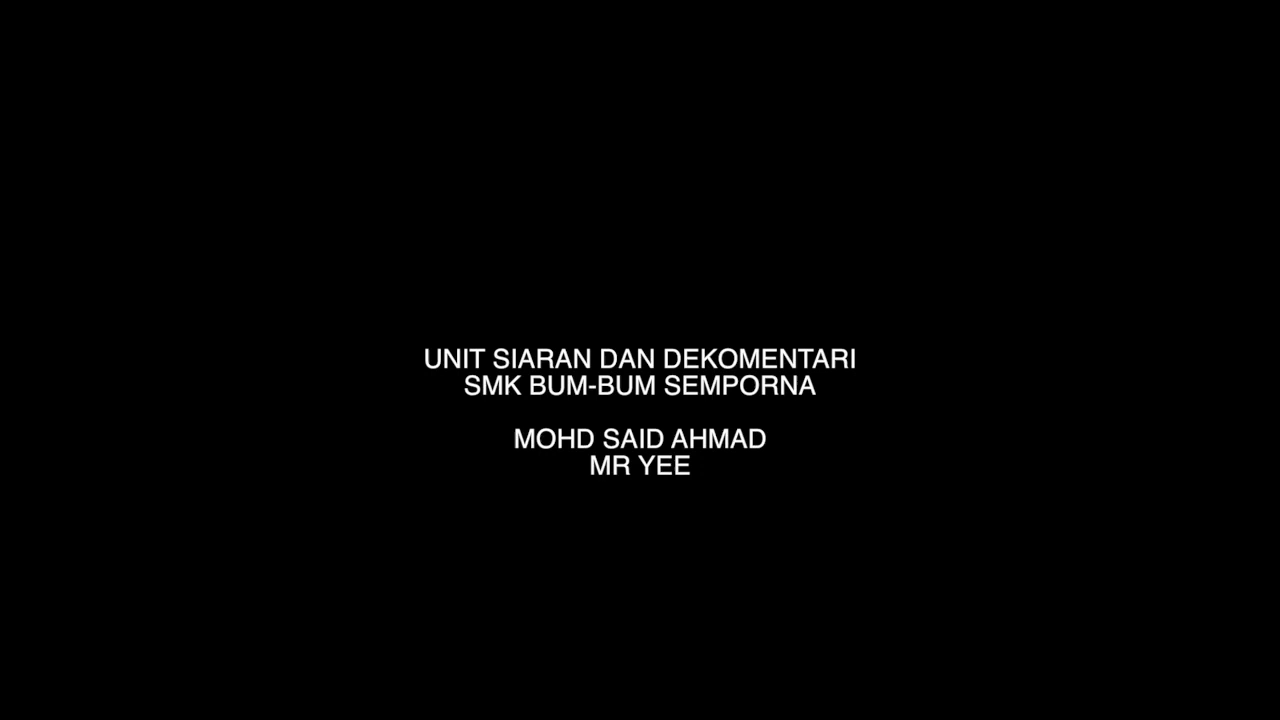 UNIT SIARAN DAN DEKOMENTARI
SMK BUM-BUM SEMPORNA
MOHD SAID AHMAD
MR YEE